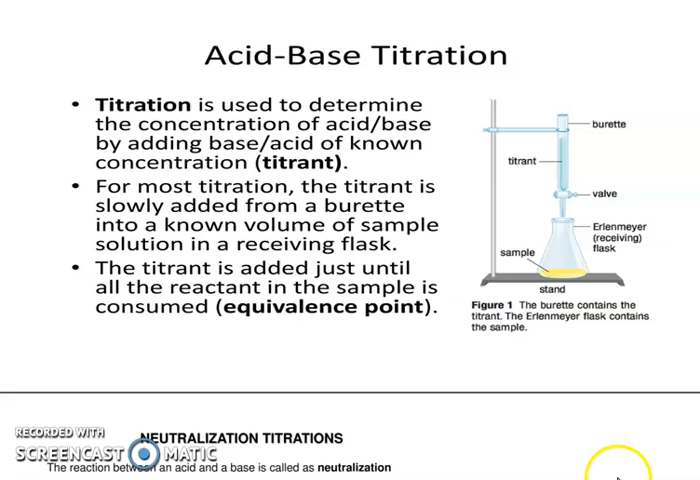 Acid-Base Titration
• Titration is used to determine
the concentration of acid/base
by adding base/acid of known
concentration (titrant).
• For most titration, the titrant is
slowly added from a burette
into a known volume of sample
solution in a receiving flask.
• The titrant is added just until
all the reactant in the sample is
consumed (equivalence point).
burette
titrant
valve
Erlenmeyer
(receiving)
flask
sample
stand
Figure 1 The burette contains the
titrant. The Erlenmeyer flask contains
the sample.
RECORDED WITH
SCREENCAST MATIC
NEUTRALIZATION TITRATIONS
The reaction between an acid and a base is called as neutralization